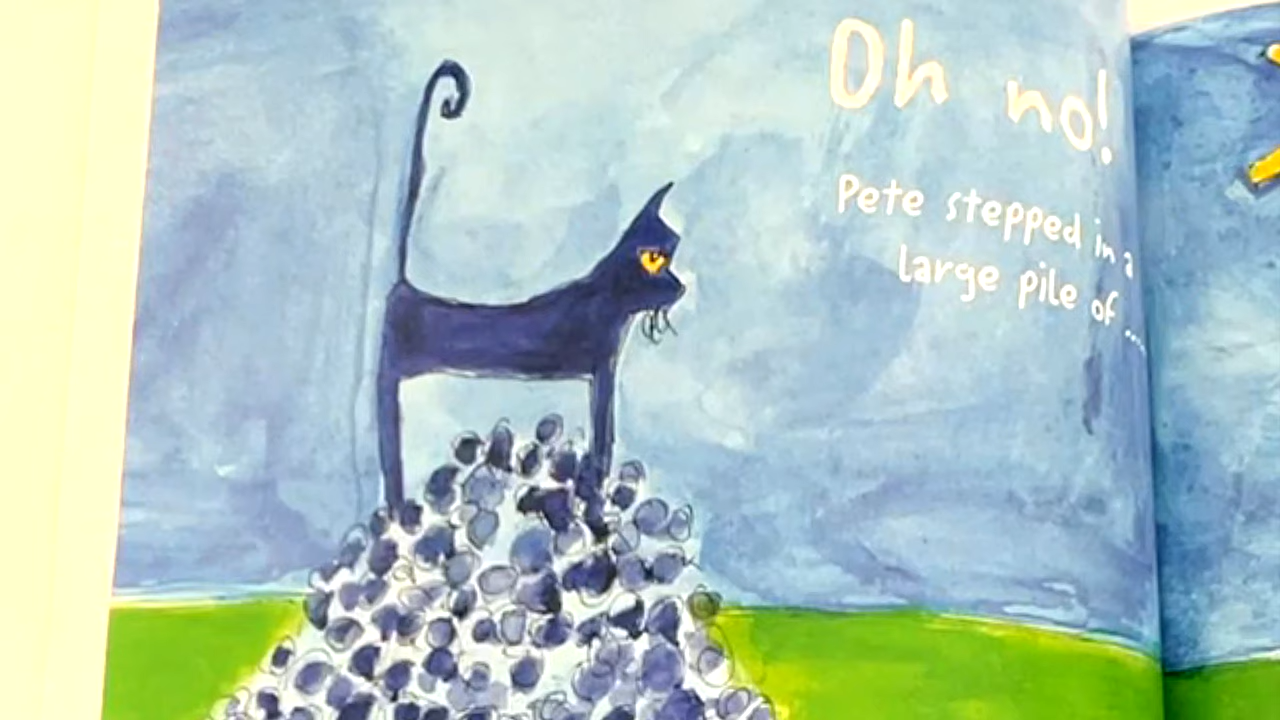 Oh no!
Pete stepped in a
large pile of ....